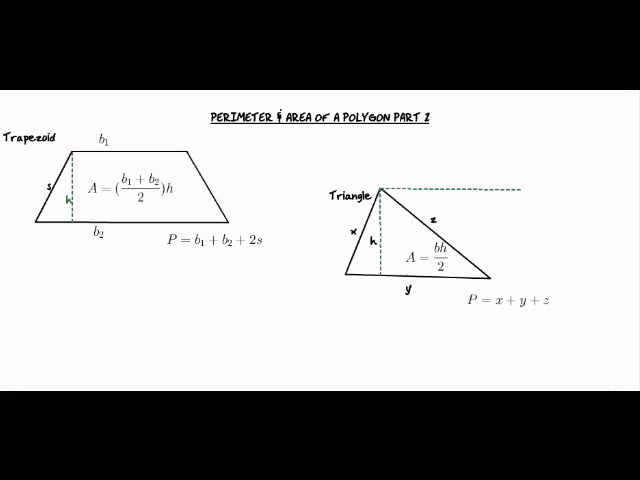 PERIMETER & AREA OF A POLYGON PART 2
Trapezoid
b₁
s
h
A = (b₁ + b₂ / 2)h
b₂
P = b₁ + b₂ + 2s
Triangle
x
h
z
A = bh / 2
y
P = x + y + z